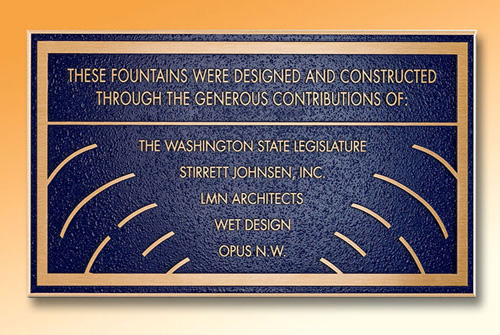 THESE FOUNTAINS WERE DESIGNED AND CONSTRUCTED
THROUGH THE GENEROUS CONTRIBUTIONS OF:
THE WASHINGTON STATE LEGISLATURE
STIRRETT JOHNSEN, INC.
LMN ARCHITECTS
WET DESIGN
OPUS N.W.